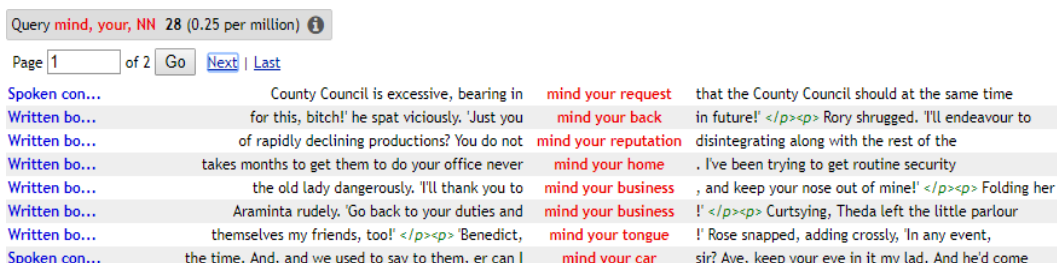 Query mind, your, NN 28 (0.25 per million) i
Page 1 of 2 Go Next | Last
Spoken con... County Council is excessive, bearing in mind your request that the County Council should at the same time
Written bo... for this, bitch!' he spat viciously. 'Just you mind your back in future!' </p><p> Rory shrugged. 'I'll endeavour to
Written bo... of rapidly declining productions? You do not mind your reputation disintegrating along with the rest of the
Written bo... takes months to get them to do your office never mind your home . I've been trying to get routine security
Written bo... the old lady dangerously. 'I'll thank you to mind your business , and keep your nose out of mine!' </p><p> Folding her
Written bo... Araminta rudely. 'Go back to your duties and mind your business !' </p><p> Curtsying, Theda left the little parlour
Written bo... themselves my friends, too!' </p><p> 'Benedict, mind your tongue !' Rose snapped, adding crossly, 'In any event,
Spoken con... the time. And, and we used to say to them, er can I mind your car sir? Aye, keep your eye in it my lad. And he'd come